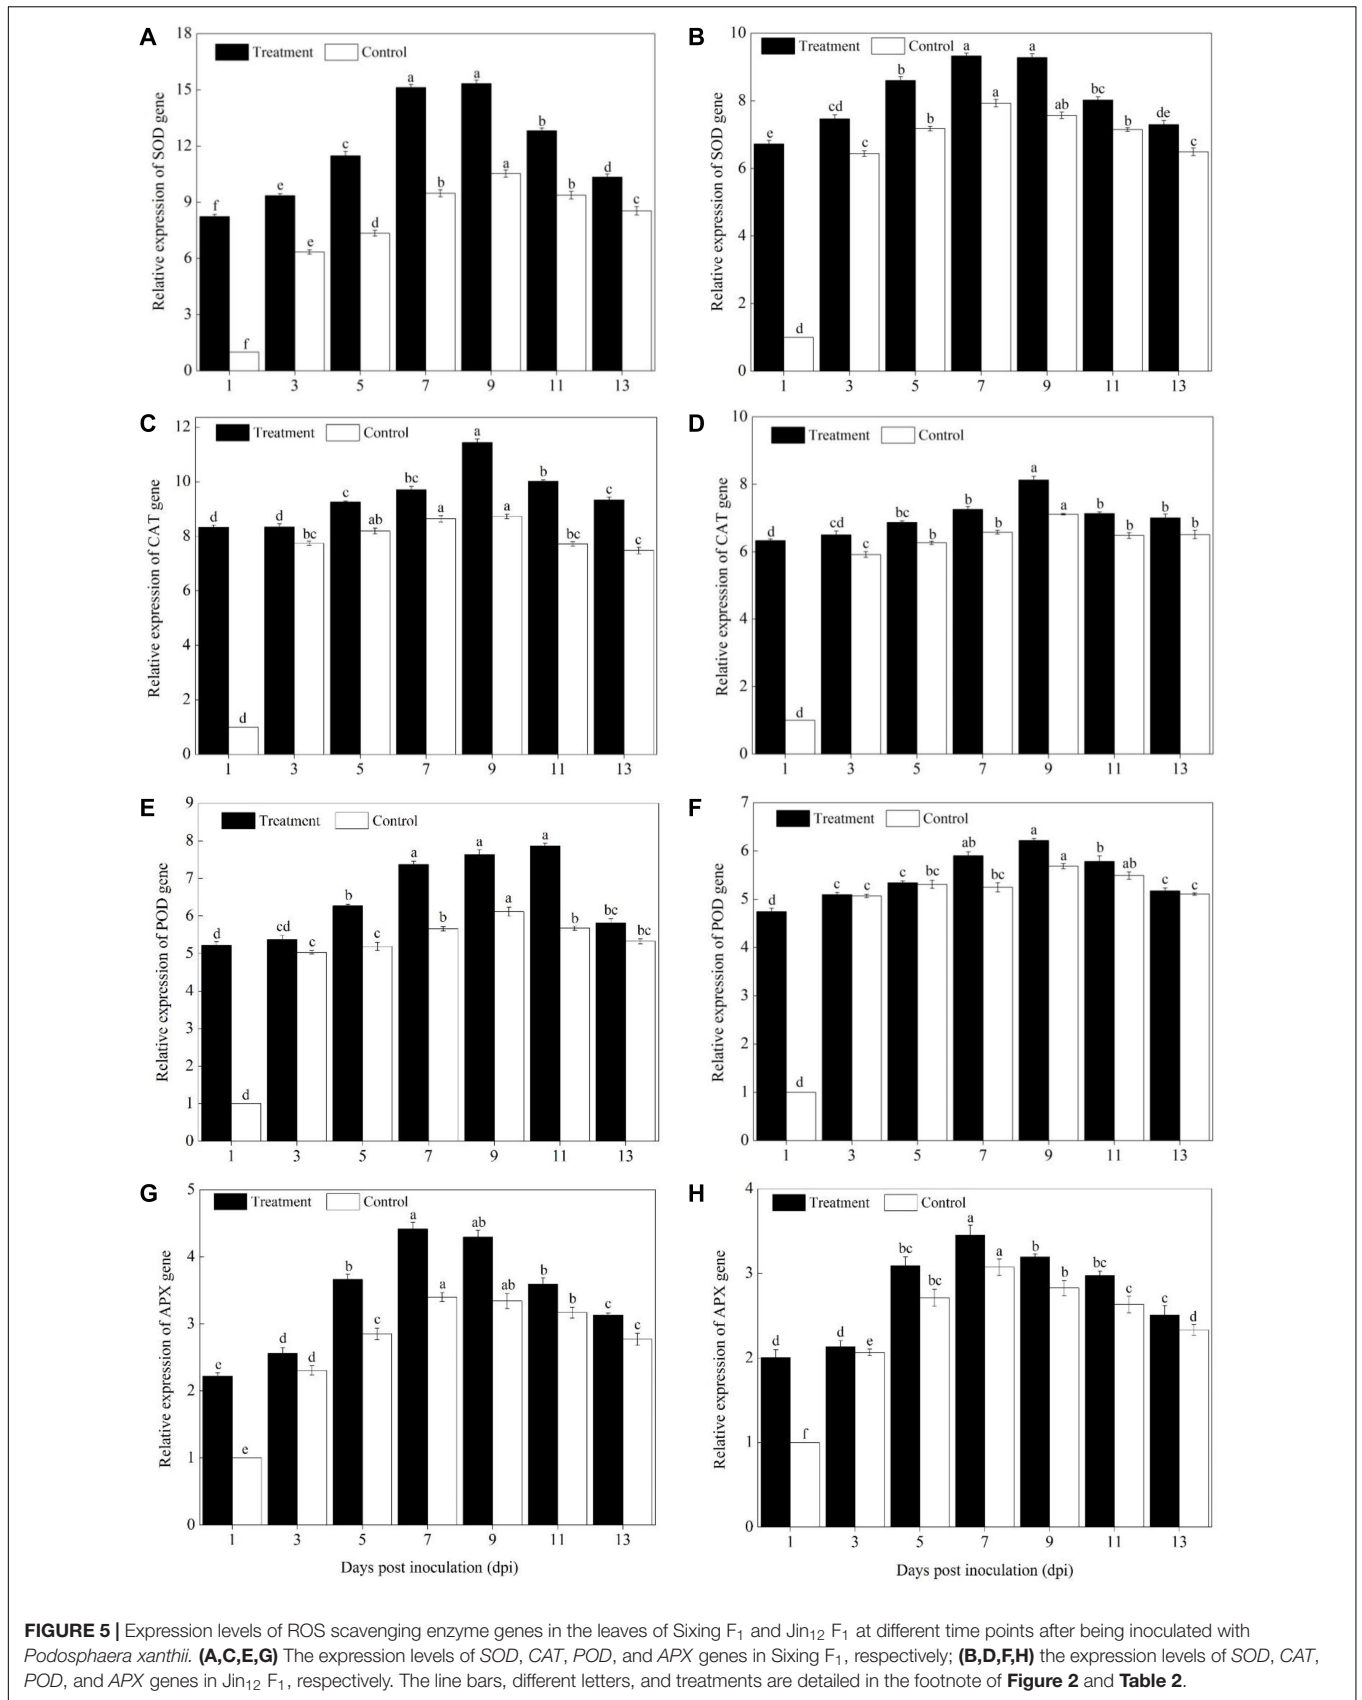 A
18
15
12
9
6
3
0
Relative expression of SOD gene
Treatment Control
f f e e c d a b a a b b d c
1 3 5 7 9 11 13
B
10
8
6
4
2
0
Relative expression of SOD gene
Treatment Control
e d cd c b b a a a ab bc b de c
1 3 5 7 9 11 13
C
12
10
8
6
4
2
0
Relative expression of CAT gene
Treatment Control
d d d bc c ab bc a a a b bc c c
1 3 5 7 9 11 13
D
10
8
6
4
2
0
Relative expression of CAT gene
Treatment Control
d d cd c bc b b b a a b b b b
1 3 5 7 9 11 13
E
9
8
7
6
5
4
3
2
1
0
Relative expression of POD gene
Treatment Control
d d cd c b c a b a a a b bc bc
1 3 5 7 9 11 13
F
7
6
5
4
3
2
1
0
Relative expression of POD gene
Treatment Control
d d c c c bc ab bc a a b ab c c
1 3 5 7 9 11 13
G
5
4
3
2
1
0
Relative expression of APX gene
Treatment Control
e e d d b c a a ab ab b b c c
1 3 5 7 9 11 13
Days post inoculation (dpi)
H
4
3
2
1
0
Relative expression of APX gene
Treatment Control
d f d e bc bc a a b b bc c c d
1 3 5 7 9 11 13
Days post inoculation (dpi)
FIGURE 5 | Expression levels of ROS scavenging enzyme genes in the leaves of Sixing F1 and Jin12 F1 at different time points after being inoculated with
Podosphaera xanthii. (A,C,E,G) The expression levels of SOD, CAT, POD, and APX genes in Sixing F1, respectively; (B,D,F,H) the expression levels of SOD, CAT,
POD, and APX genes in Jin12 F1, respectively. The line bars, different letters, and treatments are detailed in the footnote of Figure 2 and Table 2.